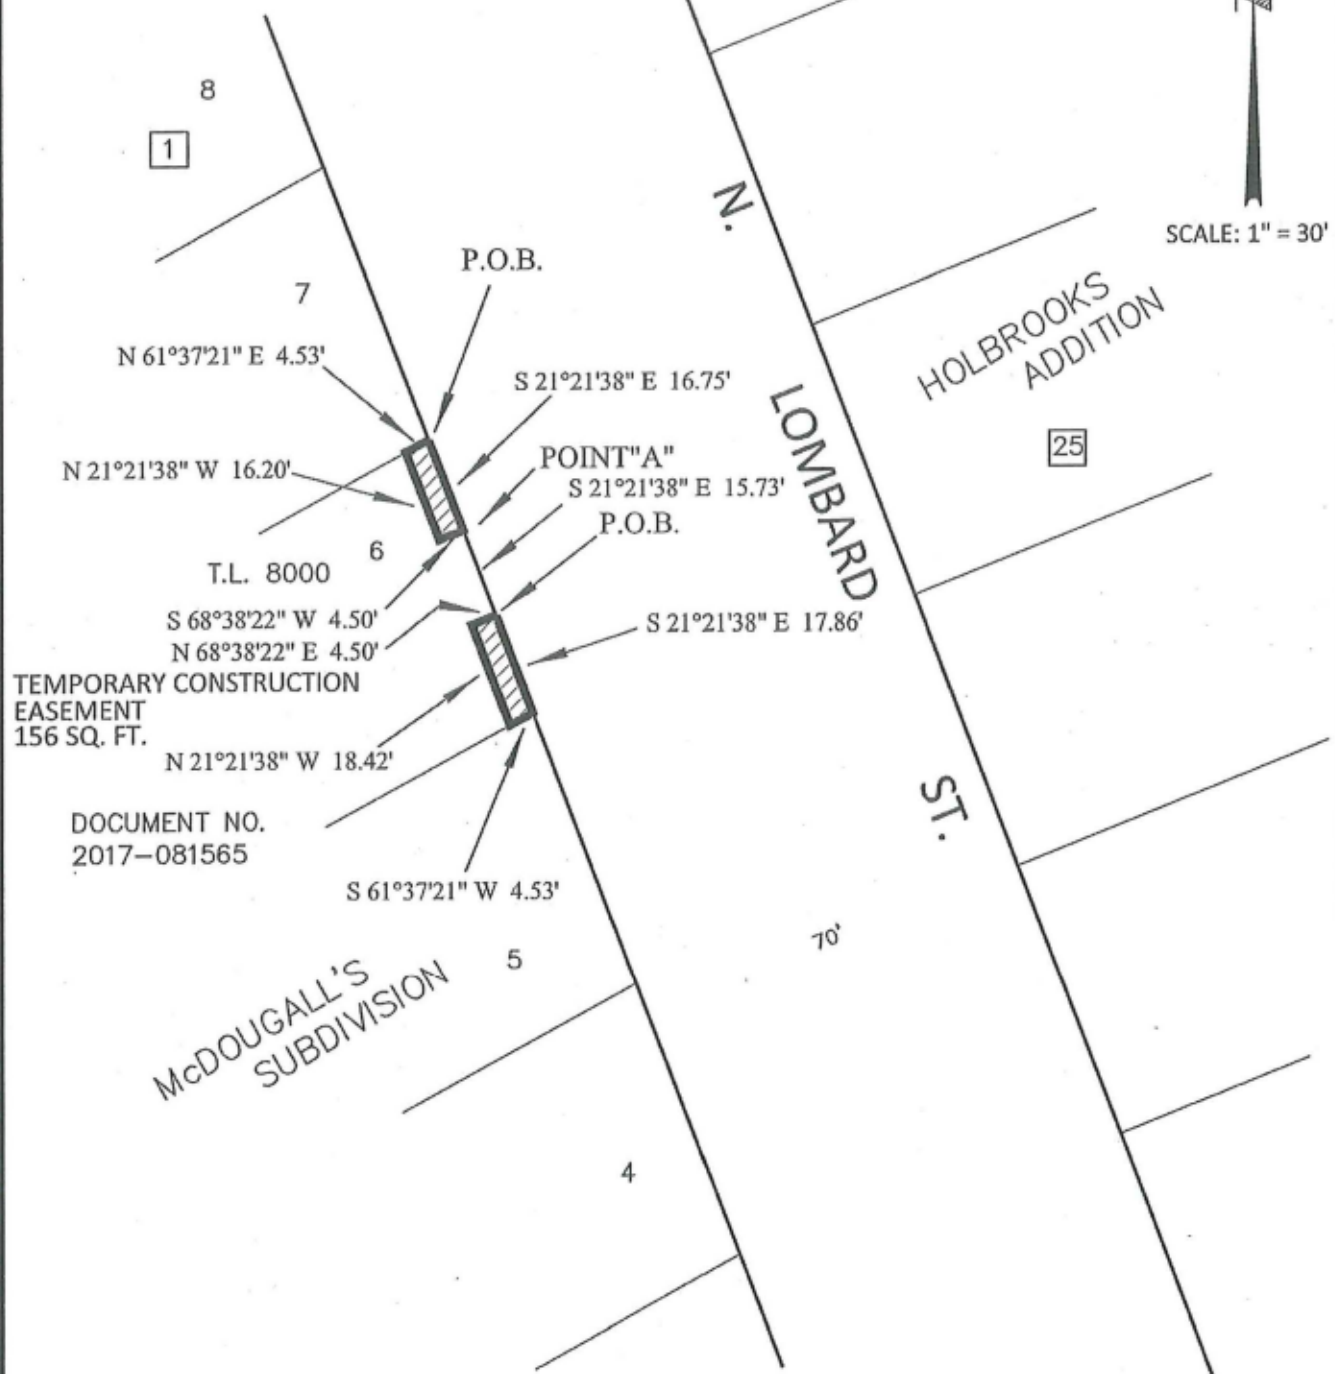 8
1
N.
SCALE: 1" = 30'
P.O.B.
7
HOLBROOKS
ADDITION
N 61°37'21" E 4.53'
S 21°21'38" E 16.75'
25
LOMBARD
N 21°21'38" W 16.20'
POINT"A"
S 21°21'38" E 15.73'
P.O.B.
6
T.L. 8000
S 68°38'22" W 4.50'
S 21°21'38" E 17.86'
N 68°38'22" E 4.50'
TEMPORARY CONSTRUCTION
EASEMENT
156 SQ. FT.
N 21°21'38" W 18.42'
ST.
DOCUMENT NO.
2017-081565
S 61°37'21" W 4.53'
70'
5
McDOUGALL'S
SUBDIVISION
4